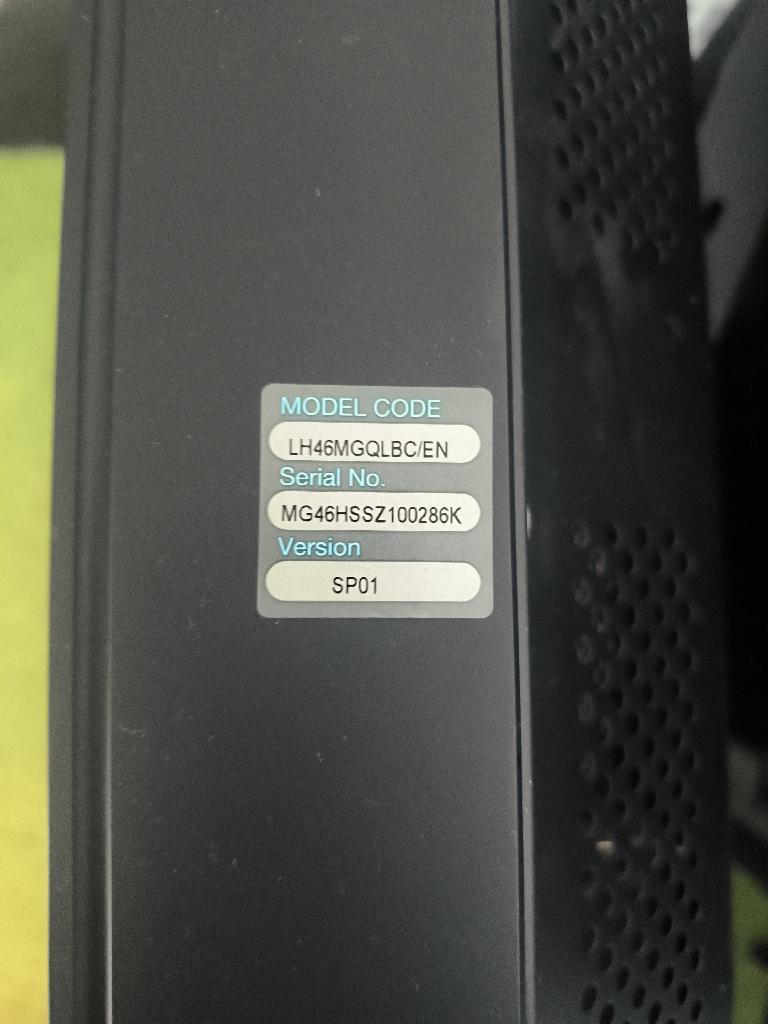 MODEL CODE
LH46MGQLBC/EN
Serial No.
MG46HSSZ100286K
Version
SP01